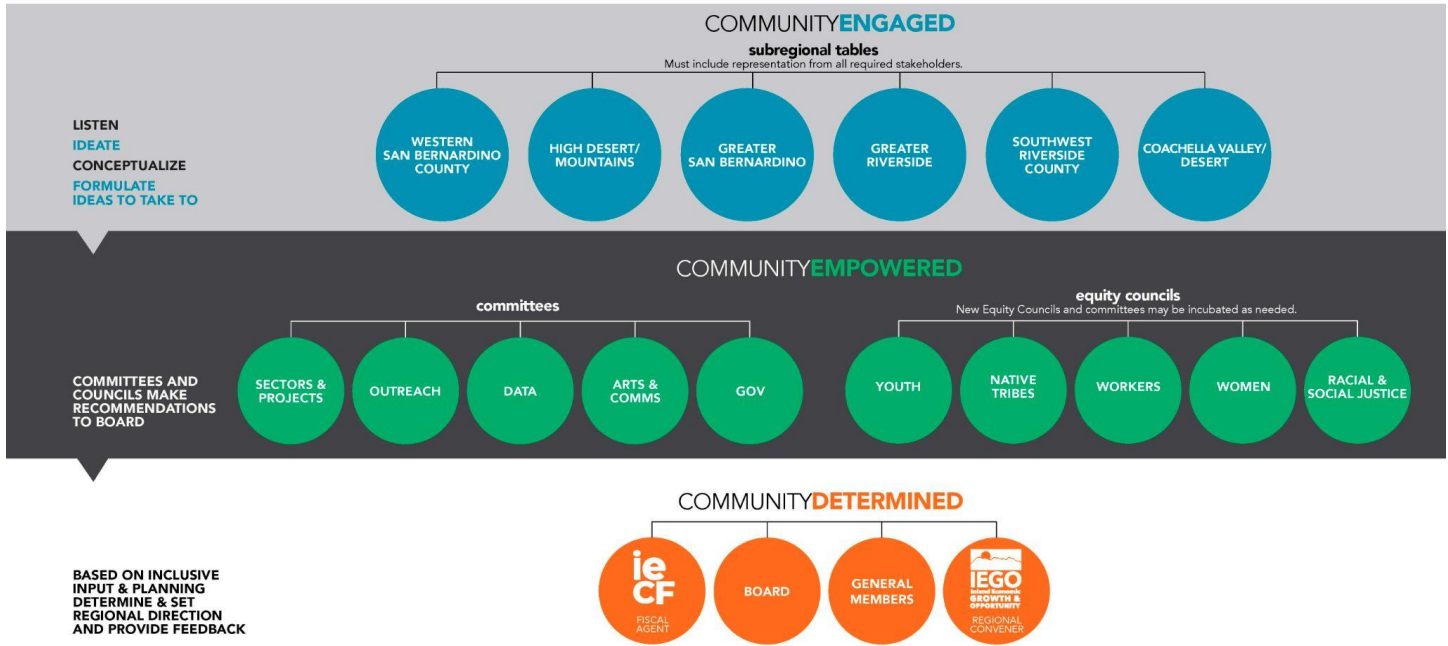 COMMUNITYENGAGED
subregional tables
Must include representation from all required stakeholders.
LISTEN
IDEATE
CONCEPTUALIZE
FORMULATE
IDEAS TO TAKE TO
WESTERN
SAN BERNARDINO
COUNTY
HIGH DESERT/
MOUNTAINS
GREATER
SAN BERNARDINO
GREATER
RIVERSIDE
SOUTHWEST
RIVERSIDE
COUNTY
COACHELLA VALLEY/
DESERT
COMMUNITYEMPOWERED
committees
equity councils
New Equity Councils and committees may be incubated as needed.
COMMITTEES AND
COUNCILS MAKE
RECOMMENDATIONS
TO BOARD
SECTORS &
PROJECTS
OUTREACH
DATA
ARTS &
COMMS
GOV
YOUTH
NATIVE
TRIBES
WORKERS
WOMEN
RACIAL &
SOCIAL JUSTICE
COMMUNITYDETERMINED
BASED ON INCLUSIVE
INPUT & PLANNING
DETERMINE & SET
REGIONAL DIRECTION
AND PROVIDE FEEDBACK
ie
CF
FISCAL
AGENT
BOARD
GENERAL
MEMBERS
IEGO
Inland Economic
GROWTH &
OPPORTUNITY
REGIONAL
CONVENER